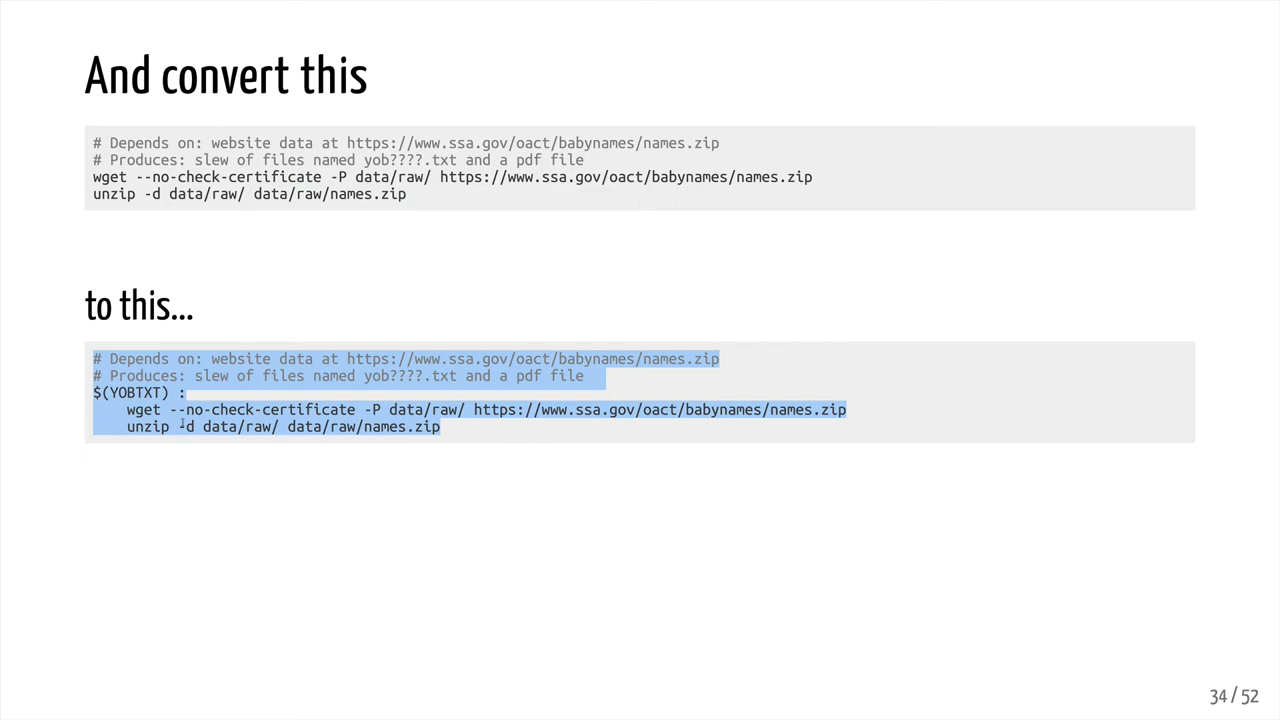 And convert this
# Depends on: website data at https://www.ssa.gov/oact/babynames/names.zip
# Produces: slew of files named yob????.txt and a pdf file
wget --no-check-certificate -P data/raw/ https://www.ssa.gov/oact/babynames/names.zip
unzip -d data/raw/ data/raw/names.zip
to this...
# Depends on: website data at https://www.ssa.gov/oact/babynames/names.zip
# Produces: slew of files named yob????.txt and a pdf file
$(YOBTXT) :
    wget --no-check-certificate -P data/raw/ https://www.ssa.gov/oact/babynames/names.zip
    unzip -d data/raw/ data/raw/names.zip
34 / 52